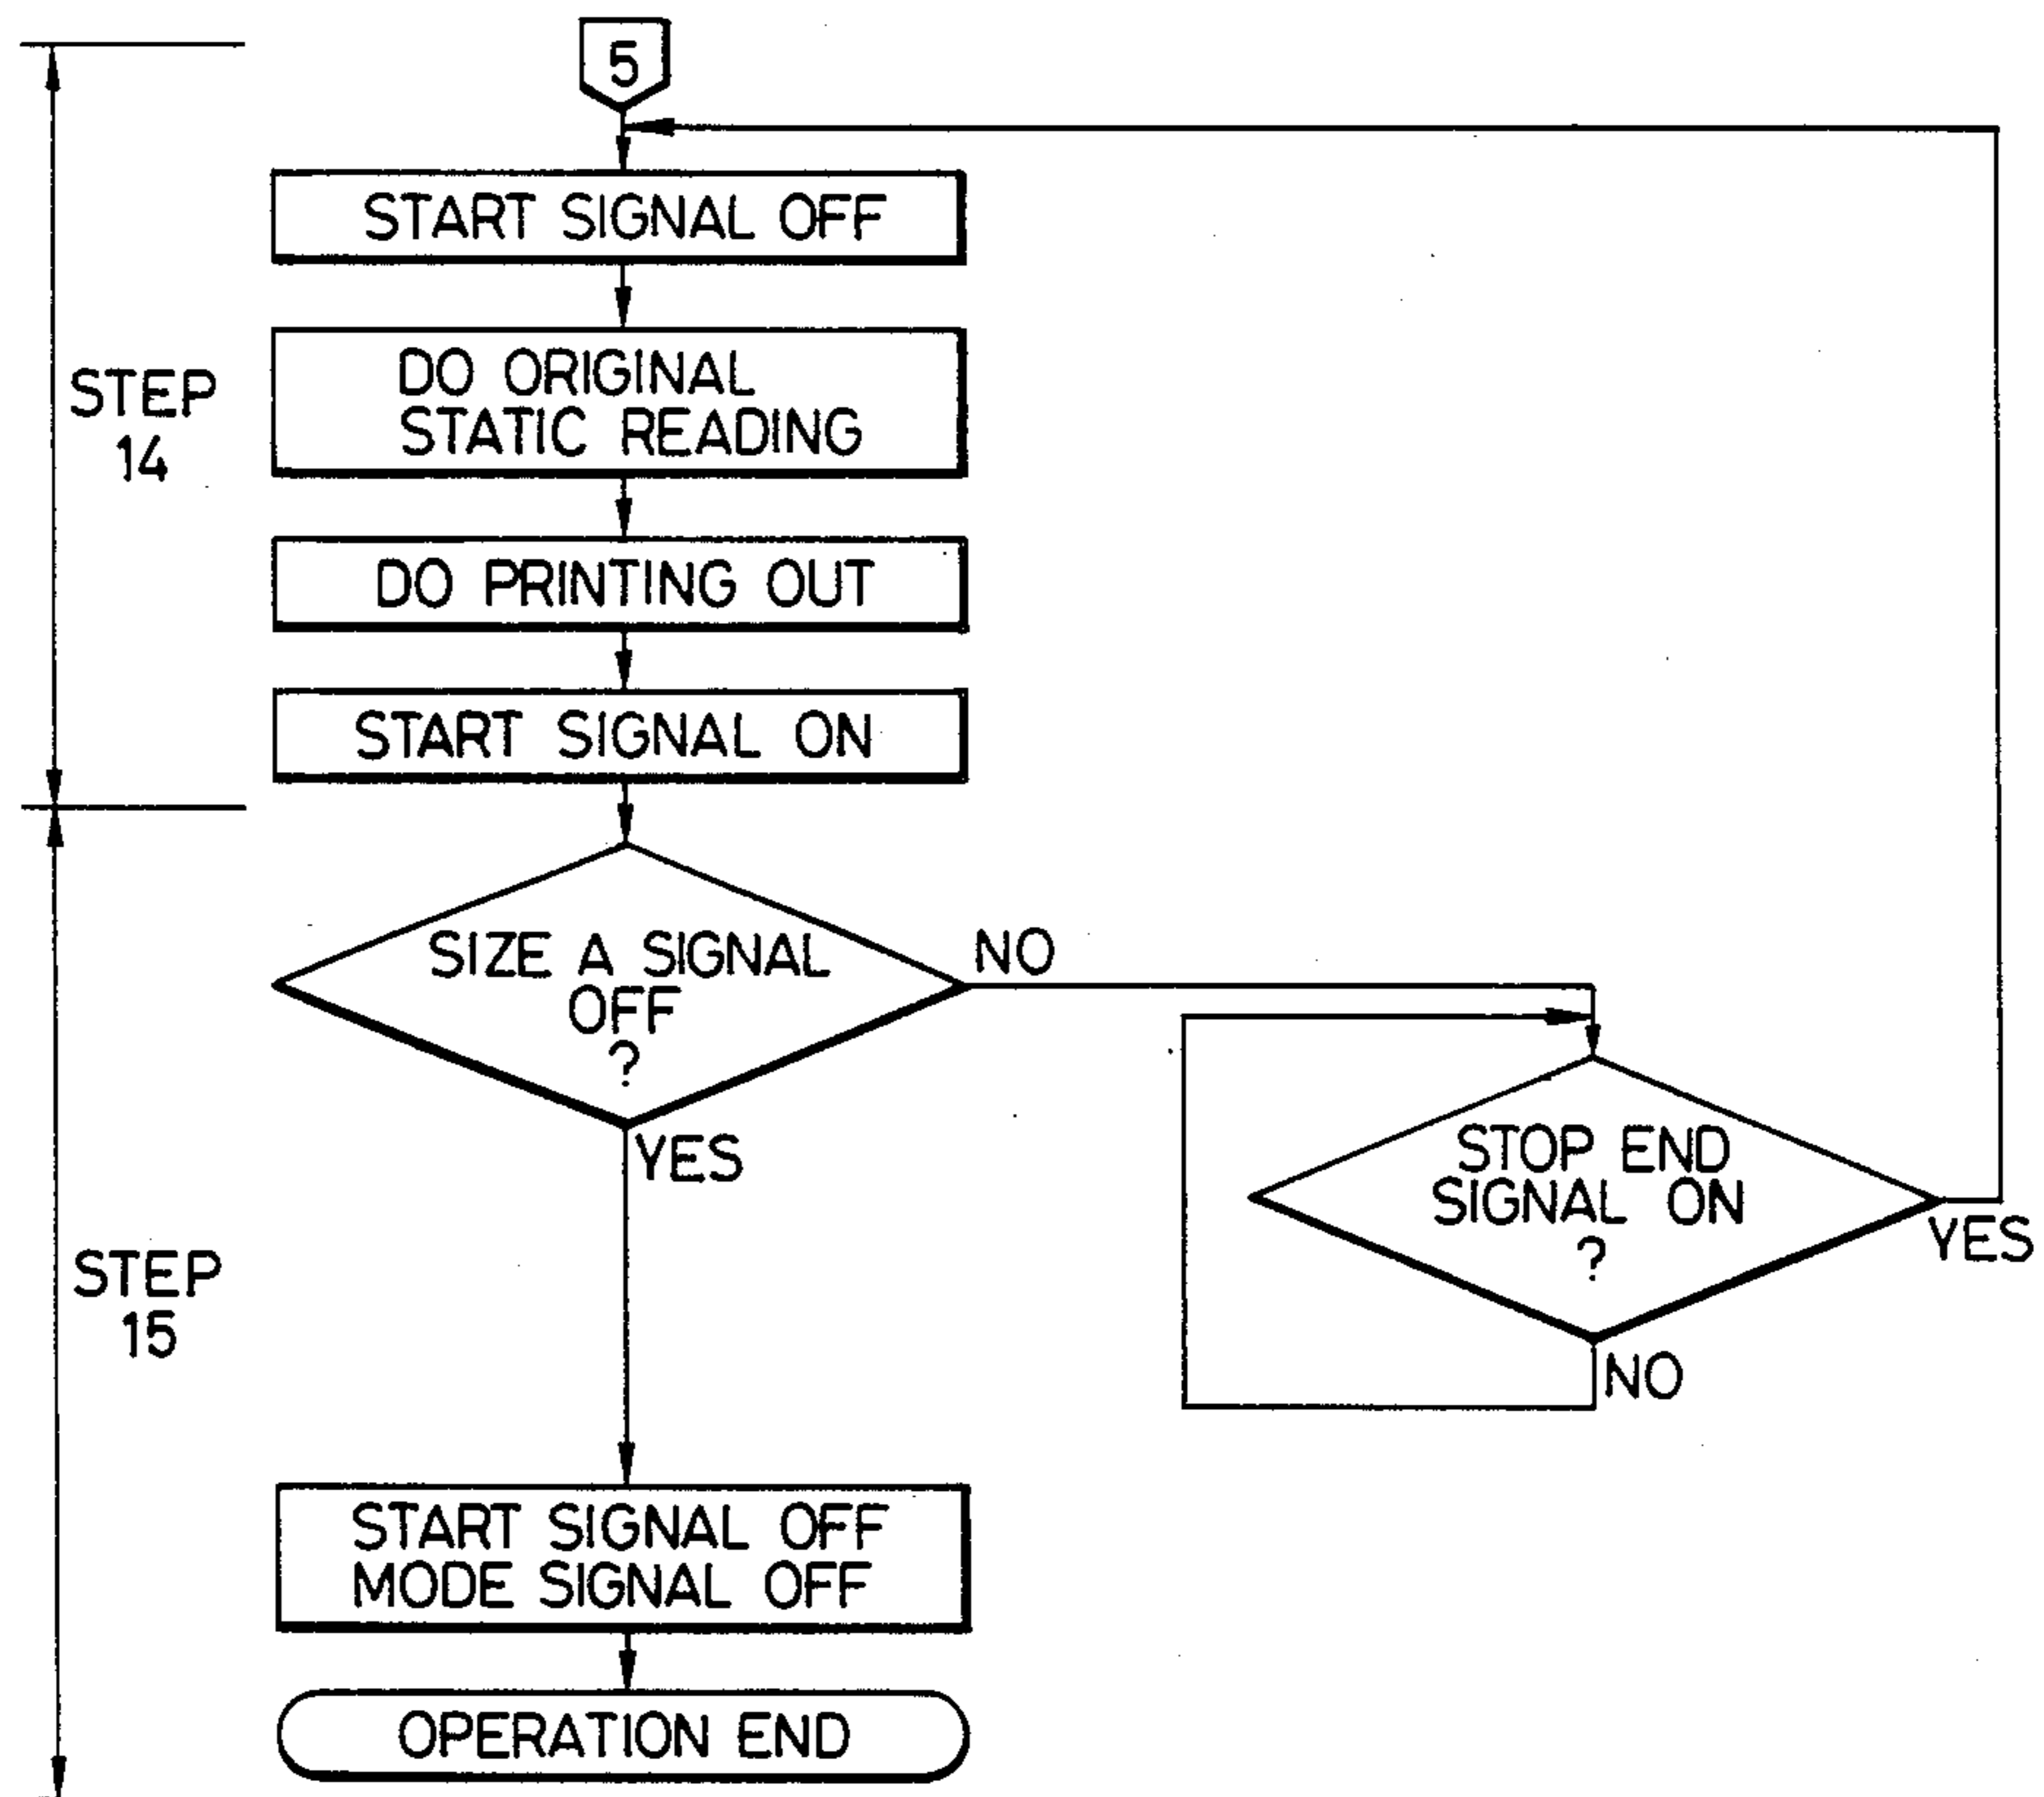 5
START SIGNAL OFF
STEP
14
DO ORIGINAL
STATIC READING
DO PRINTING OUT
START SIGNAL ON
SIZE A SIGNAL
OFF
?
NO
YES
STOP END
SIGNAL ON
?
YES
NO
STEP
15
START SIGNAL OFF
MODE SIGNAL OFF
OPERATION END